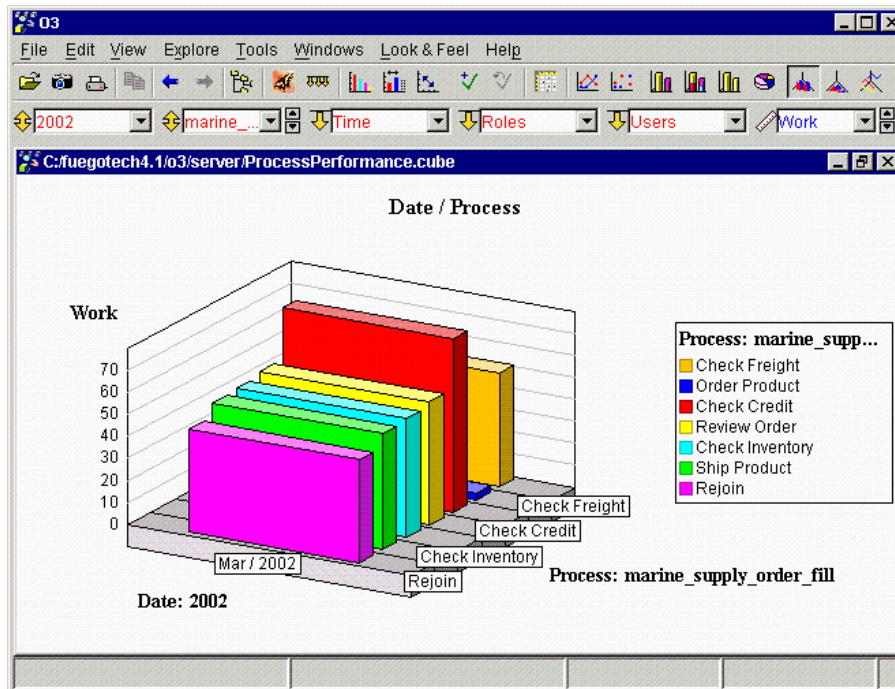 O3
File Edit View Explore Tools Windows Look & Feel Help
2002 marine_... Time Roles Users Work
C:/fuegotech4.1/o3/server/ProcessPerformance.cube
Date / Process
Work
70
60
50
40
30
20
10
0
Process: marine_supp...
Check Freight
Order Product
Check Credit
Review Order
Check Inventory
Ship Product
Rejoin
Check Freight
Check Credit
Check Inventory
Rejoin
Mar / 2002
Process: marine_supply_order_fill
Date: 2002